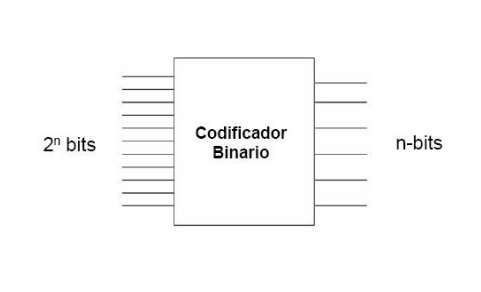 2ⁿ bits
Codificador
Binario
n-bits